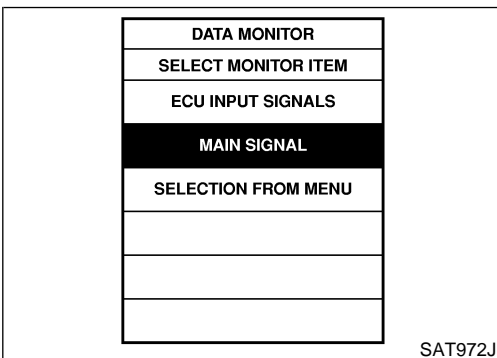 DATA MONITOR
SELECT MONITOR ITEM
ECU INPUT SIGNALS
MAIN SIGNAL
SELECTION FROM MENU
SAT972J